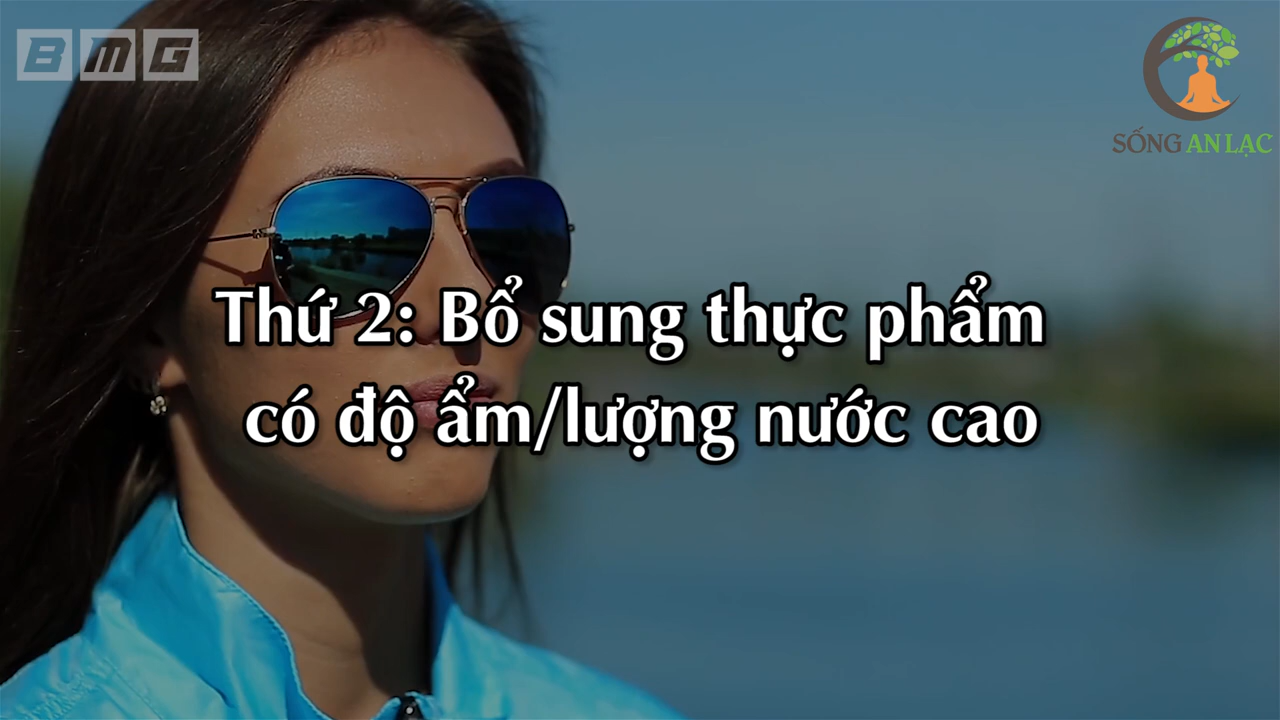 BMG
SỐNG AN LẠC
Thứ 2: Bổ sung thực phẩm
có độ ẩm/lượng nước cao